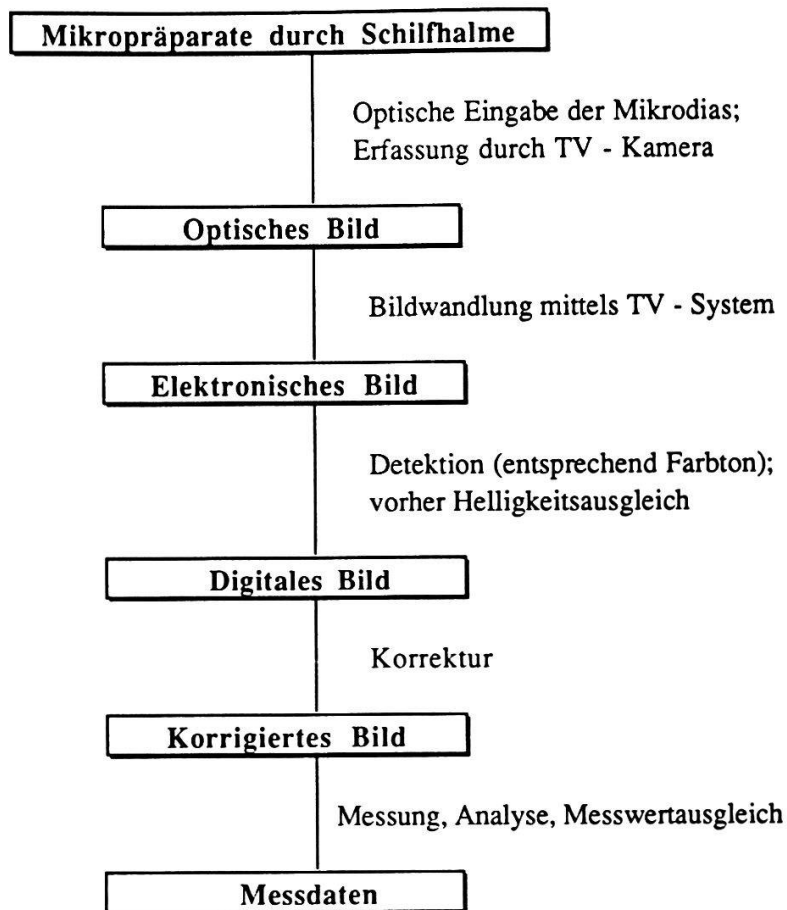 Mikropräparate durch Schilfhalme
Optische Eingabe der Mikrodias;
Erfassung durch TV - Kamera
Optisches Bild
Bildwandlung mittels TV - System
Elektronisches Bild
Detektion (entsprechend Farbton);
vorher Helligkeitsausgleich
Digitales Bild
Korrektur
Korrigiertes Bild
Messung, Analyse, Messwertausgleich
Messdaten